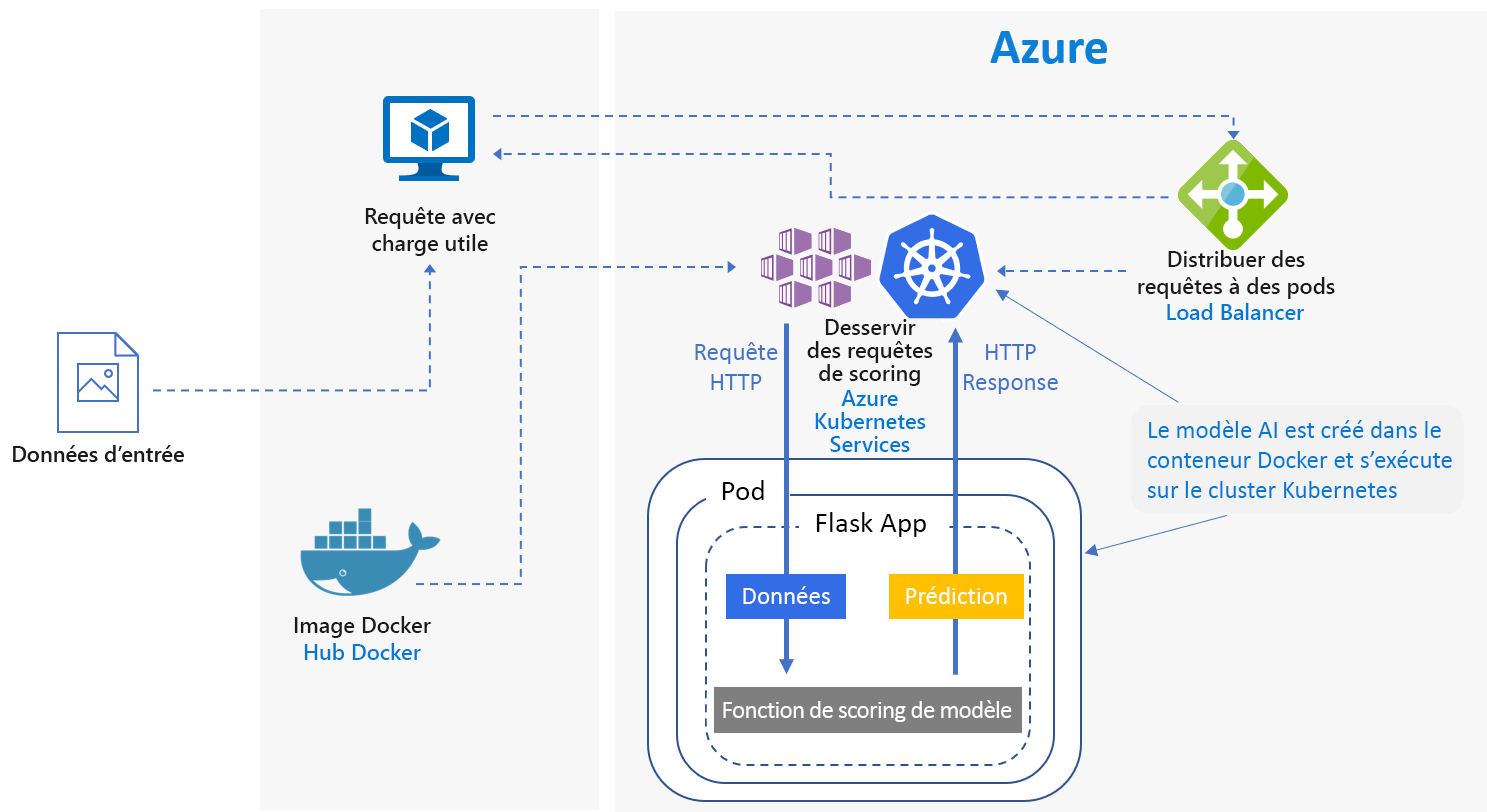 Azure
Requête avec
charge utile
Distribuer des
requêtes à des pods
Load Balancer
Desservir
des requêtes
de scoring
Azure
Kubernetes
Services
Requête
HTTP
HTTP
Response
Données d’entrée
Le modèle AI est créé dans le
conteneur Docker et s’exécute
sur le cluster Kubernetes
Image Docker
Hub Docker
Pod
Flask App
Données
Prédiction
Fonction de scoring de modèle